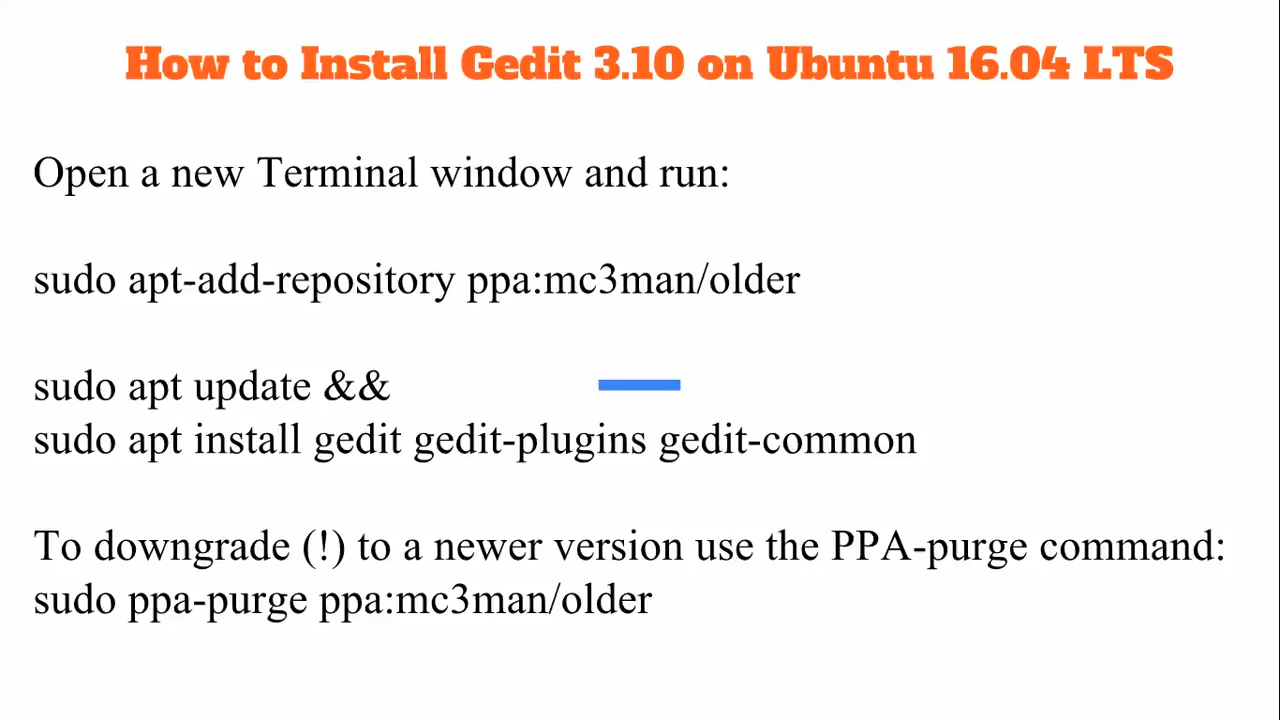 How to Install Gedit 3.10 on Ubuntu 16.04 LTS
Open a new Terminal window and run:
sudo apt-add-repository ppa:mc3man/older
sudo apt update &&
sudo apt install gedit gedit-plugins gedit-common
To downgrade (!) to a newer version use the PPA-purge command:
sudo ppa-purge ppa:mc3man/older